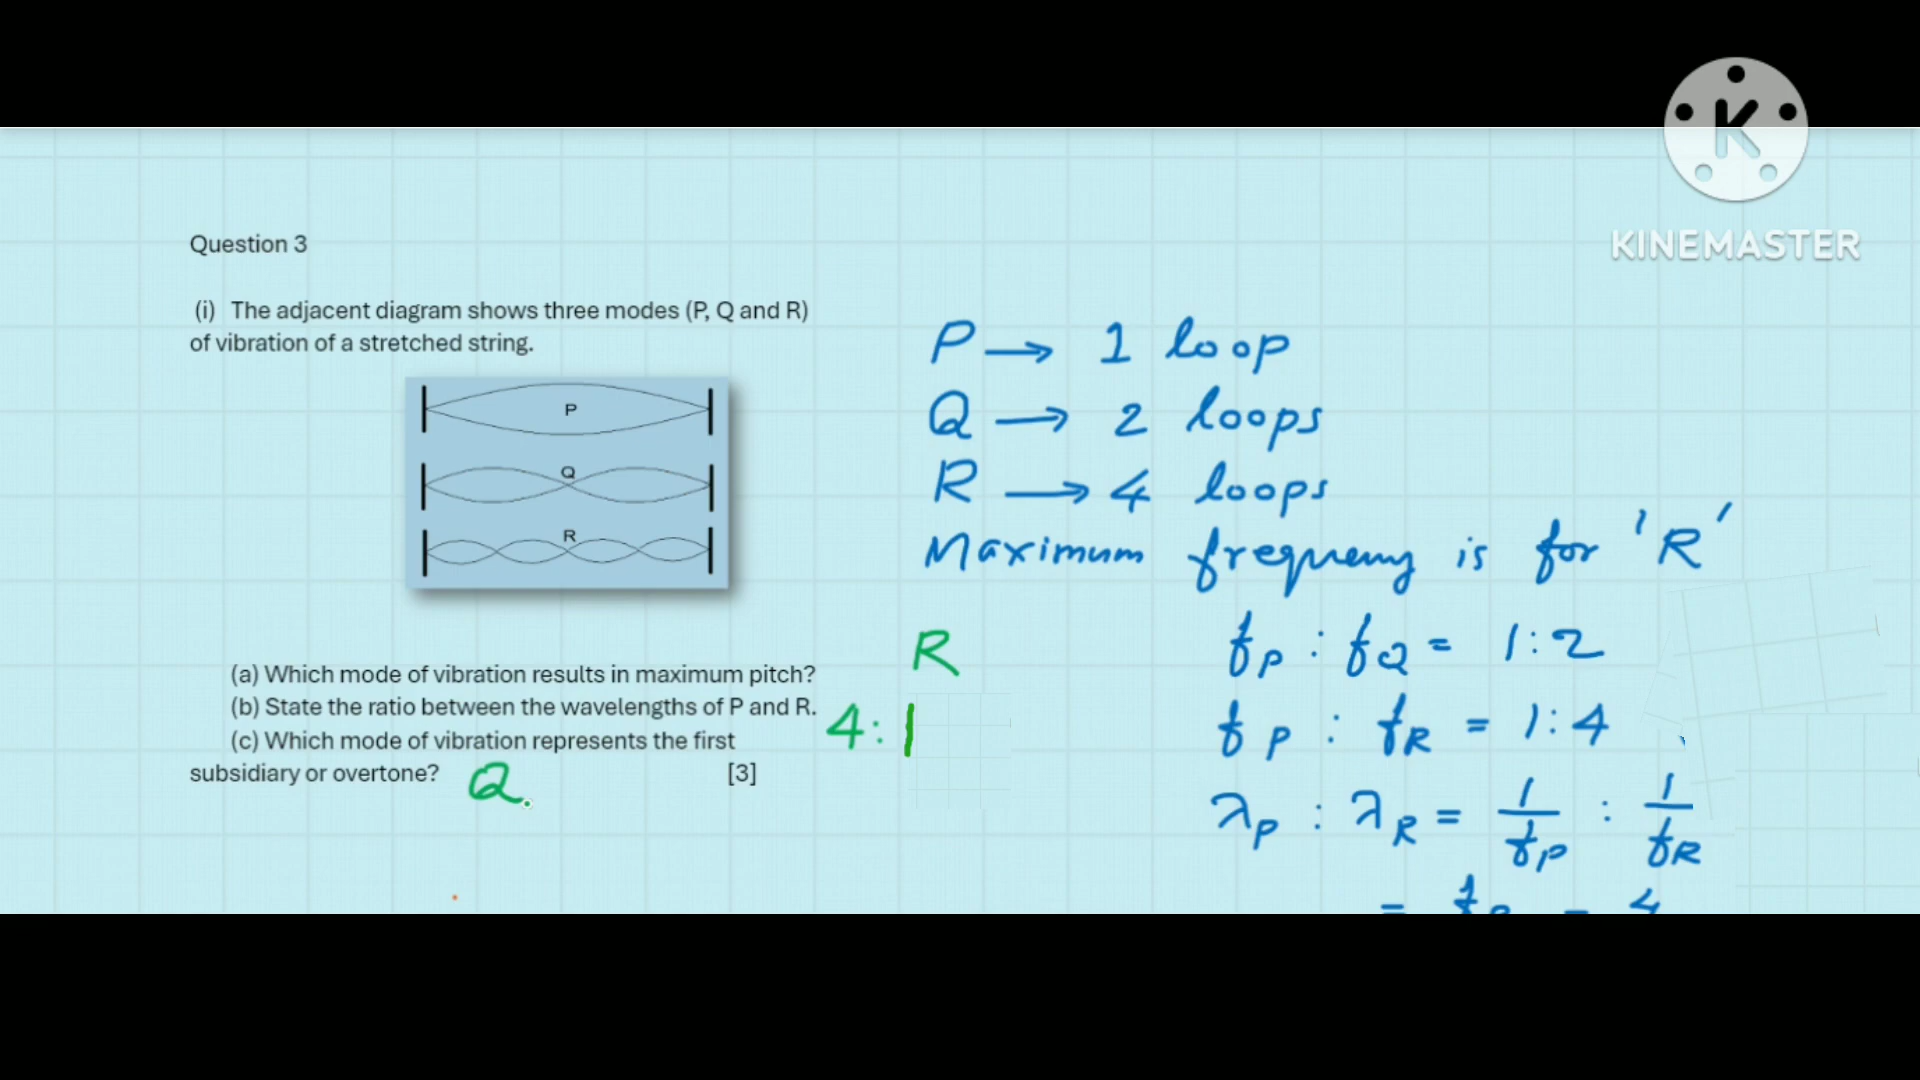 K
KINEMASTER
Question 3
(i) The adjacent diagram shows three modes (P, Q and R)
of vibration of a stretched string.
P
Q
R
(a) Which mode of vibration results in maximum pitch?
R
(b) State the ratio between the wavelengths of P and R.
4:1
(c) Which mode of vibration represents the first
subsidiary or overtone?
Q.
[3]
P → 1 loop
Q → 2 loops
R → 4 loops
Maximum frequency is for 'R'
fP : fQ = 1:2
fP : fR = 1:4
λP : λR = 1/fP : 1/fR